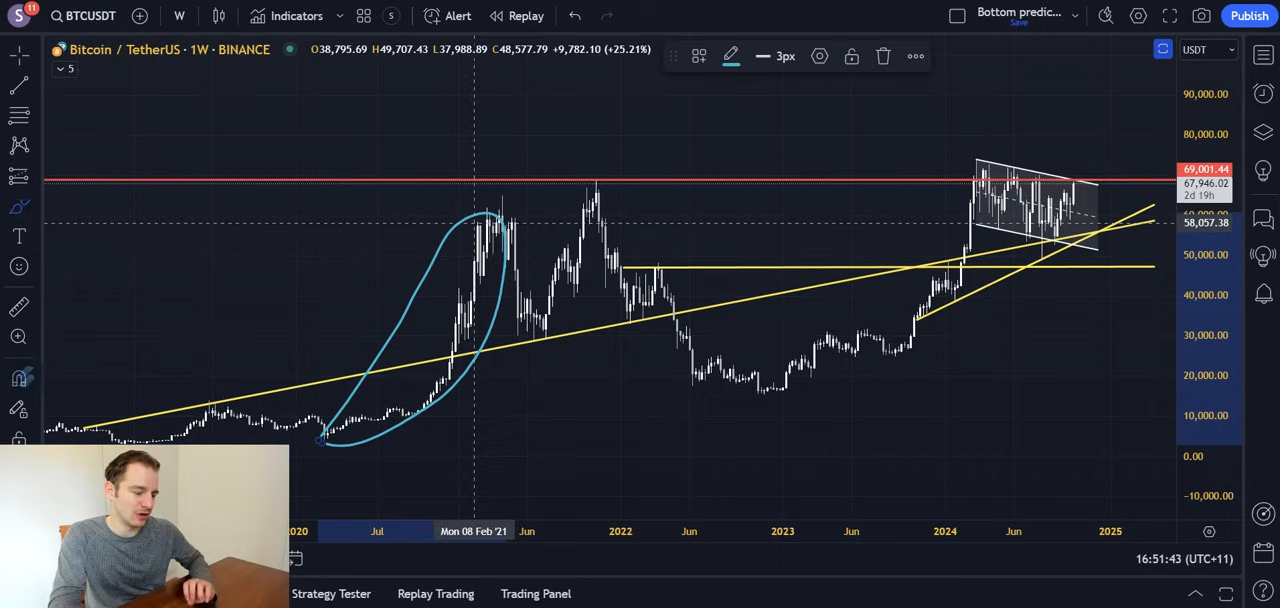 S 11 BTCUSDT W Indicators S Alert Replay Bottom predic... Save Publish
Bitcoin / TetherUS · 1W · BINANCE O38,795.69 H49,707.43 L37,988.89 C48,577.79 +9,782.10 (+25.21%) 3px USDT
5
90,000.00
80,000.00
69,001.44
67,946.02
2d 19h
58,057.38
50,000.00
40,000.00
30,000.00
20,000.00
10,000.00
0.00
−10,000.00
2020 Jul Mon 08 Feb '21 Jun 2022 Jun 2023 Jun 2024 Jun 2025
16:51:43 (UTC+11)
Strategy Tester Replay Trading Trading Panel